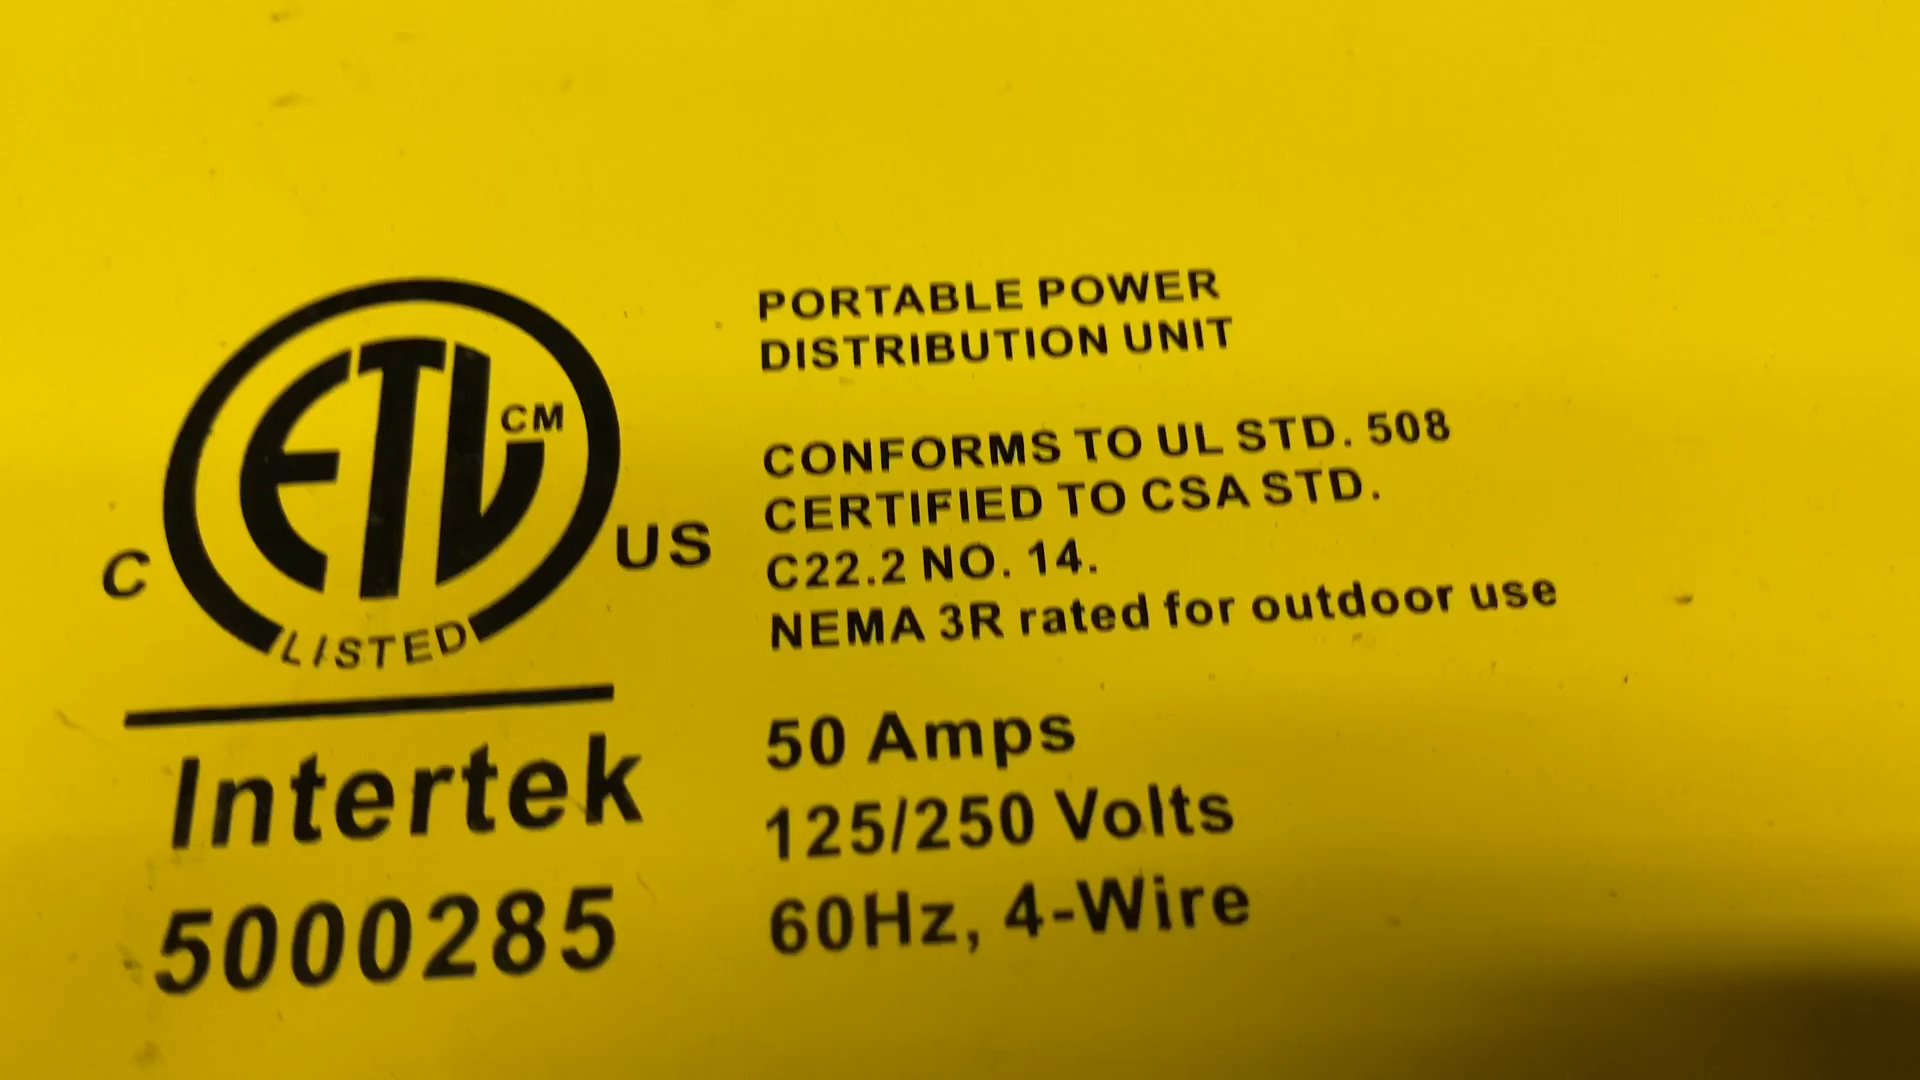 ETL CM
C US
LISTED
Intertek
5000285
PORTABLE POWER
DISTRIBUTION UNIT
CONFORMS TO UL STD. 508
CERTIFIED TO CSA STD.
C22.2 NO. 14.
NEMA 3R rated for outdoor use
50 Amps
125/250 Volts
60Hz, 4-Wire